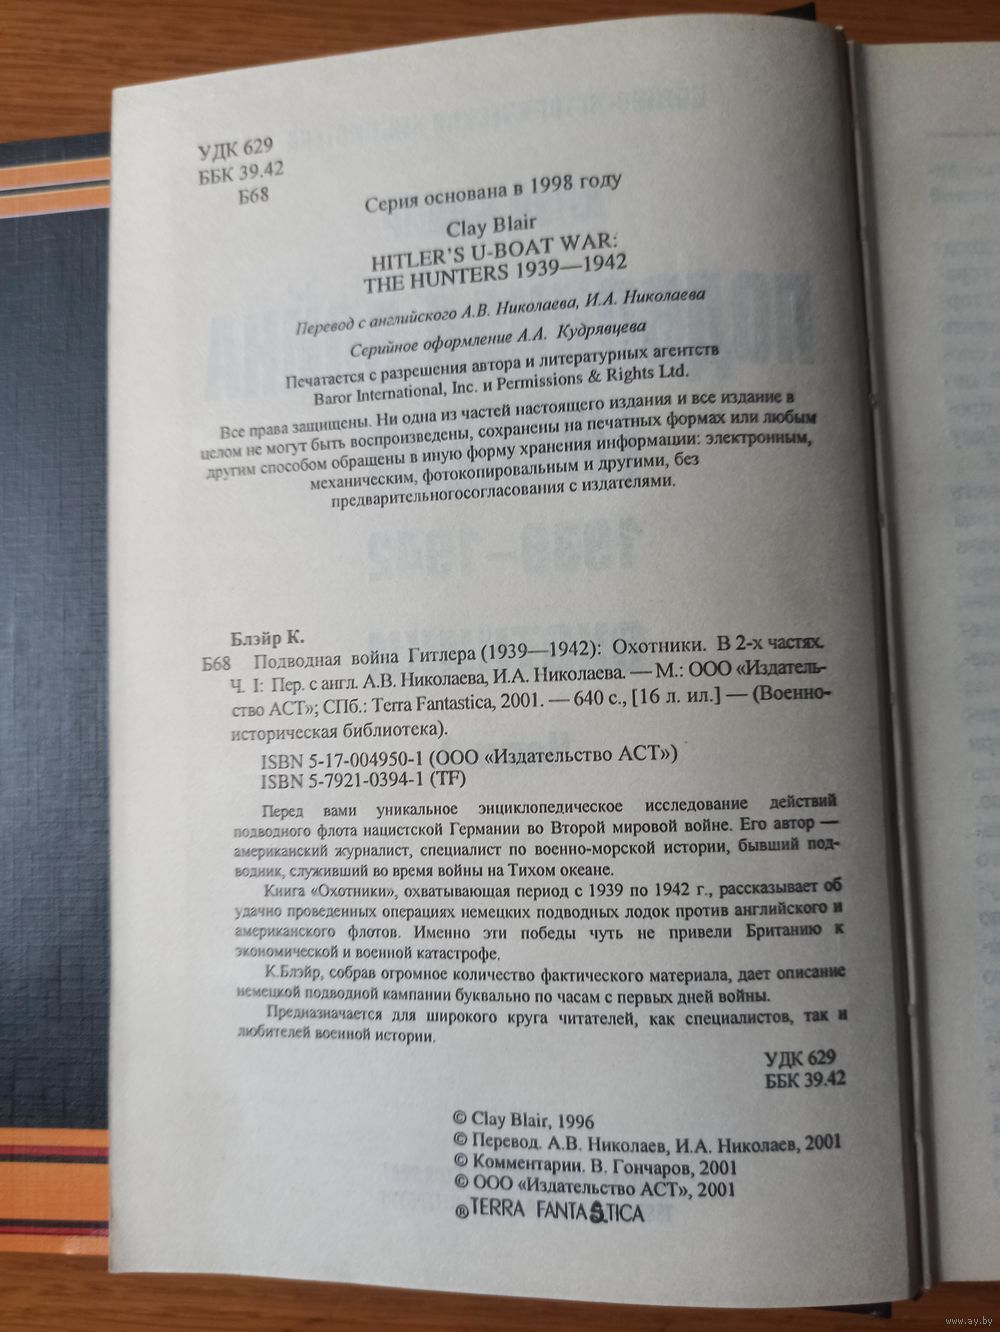 УДК 629
ББК 39.42
Б68
Серия основана в 1998 году
Clay Blair
HITLER'S U-BOAT WAR:
THE HUNTERS 1939—1942
Перевод с английского А.В. Николаева, И.А. Николаева
Серийное оформление А.А. Кудрявцева
Печатается с разрешения автора и литературных агентств
Baror International, Inc. и Permissions & Rights Ltd.
Все права защищены. Ни одна из частей настоящего издания и все издание в
целом не могут быть воспроизведены, сохранены на печатных формах или любым
другим способом обращены в иную форму хранения информации: электронным,
механическим, фотокопировальным и другими, без
предварительногосогласования с издателями.
Блэйр К.
Б68 Подводная война Гитлера (1939—1942): Охотники. В 2-х частях.
Ч. I: Пер. с англ. А.В. Николаева, И.А. Николаева. — М.: ООО «Издатель-
ство АСТ»; СПб.: Terra Fantastica, 2001. — 640 с., [16 л. ил.] — (Военно-
историческая библиотека).
ISBN 5-17-004950-1 (ООО «Издательство АСТ»)
ISBN 5-7921-0394-1 (TF)
Перед вами уникальное энциклопедическое исследование действий
подводного флота нацистской Германии во Второй мировой войне. Его автор —
американский журналист, специалист по военно-морской истории, бывший под-
водник, служивший во время войны на Тихом океане.
Книга «Охотники», охватывающая период с 1939 по 1942 г., рассказывает об
удачно проведенных операциях немецких подводных лодок против английского и
американского флотов. Именно эти победы чуть не привели Британию к
экономической и военной катастрофе.
К.Блэйр, собрав огромное количество фактического материала, дает описание
немецкой подводной кампании буквально по часам с первых дней войны.
Предназначается для широкого круга читателей, как специалистов, так и
любителей военной истории.
УДК 629
ББК 39.42
© Clay Blair, 1996
© Перевод. А.В. Николаев, И.А. Николаев, 2001
© Комментарии. В. Гончаров, 2001
© ООО «Издательство АСТ», 2001
® TERRA FANTASTICA
www.ay.by